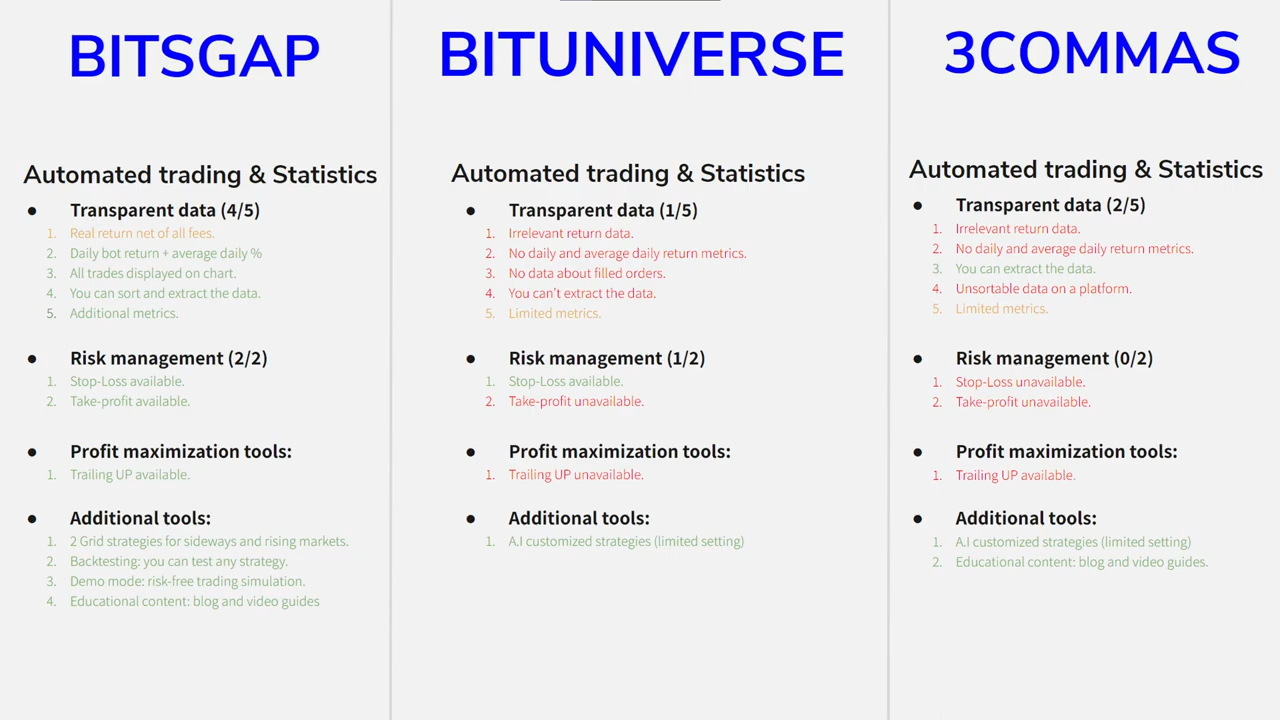 BITSGAP
Automated trading & Statistics
● Transparent data (4/5)
1. Real return net of all fees.
2. Daily bot return + average daily %
3. All trades displayed on chart.
4. You can sort and extract the data.
5. Additional metrics.
● Risk management (2/2)
1. Stop-Loss available.
2. Take-profit available.
● Profit maximization tools:
1. Trailing UP available.
● Additional tools:
1. 2 Grid strategies for sideways and rising markets.
2. Backtesting: you can test any strategy.
3. Demo mode: risk-free trading simulation.
4. Educational content: blog and video guides
BITUNIVERSE
Automated trading & Statistics
● Transparent data (1/5)
1. Irrelevant return data.
2. No daily and average daily return metrics.
3. No data about filled orders.
4. You can't extract the data.
5. Limited metrics.
● Risk management (1/2)
1. Stop-Loss available.
2. Take-profit unavailable.
● Profit maximization tools:
1. Trailing UP unavailable.
● Additional tools:
1. A.I customized strategies (limited setting)
3COMMAS
Automated trading & Statistics
● Transparent data (2/5)
1. Irrelevant return data.
2. No daily and average daily return metrics.
3. You can extract the data.
4. Unsortable data on a platform.
5. Limited metrics.
● Risk management (0/2)
1. Stop-Loss unavailable.
2. Take-profit unavailable.
● Profit maximization tools:
1. Trailing UP available.
● Additional tools:
1. A.I customized strategies (limited setting)
2. Educational content: blog and video guides.